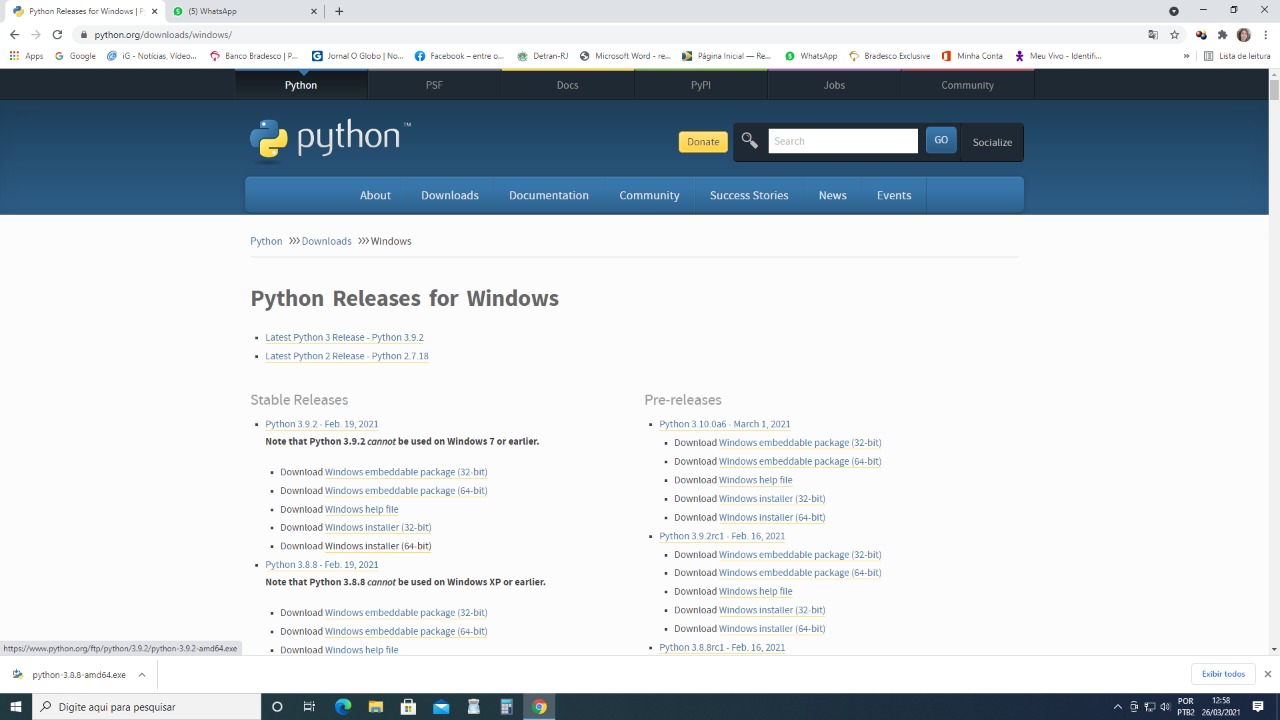 Python Releases for Windows | P
(5) WhatsApp
python.org/downloads/windows/
Apps
Google
iG - Notícias, Vídeo...
Banco Bradesco | P...
Jornal O Globo | No...
Facebook – entre o...
Detran-RJ
Microsoft Word - re...
Página Inicial — Re...
WhatsApp
Bradesco Exclusive
Minha Conta
Meu Vivo - Identifi...
»
Lista de leitura
Python
PSF
Docs
PyPI
Jobs
Community
python™
Donate
Search
GO
Socialize
About
Downloads
Documentation
Community
Success Stories
News
Events
Python >>> Downloads >>> Windows
Python Releases for Windows
Latest Python 3 Release - Python 3.9.2
Latest Python 2 Release - Python 2.7.18
Stable Releases
Python 3.9.2 - Feb. 19, 2021
Note that Python 3.9.2 cannot be used on Windows 7 or earlier.
Download Windows embeddable package (32-bit)
Download Windows embeddable package (64-bit)
Download Windows help file
Download Windows installer (32-bit)
Download Windows installer (64-bit)
Python 3.8.8 - Feb. 19, 2021
Note that Python 3.8.8 cannot be used on Windows XP or earlier.
Download Windows embeddable package (32-bit)
Download Windows embeddable package (64-bit)
Download Windows help file
Pre-releases
Python 3.10.0a6 - March 1, 2021
Download Windows embeddable package (32-bit)
Download Windows embeddable package (64-bit)
Download Windows help file
Download Windows installer (32-bit)
Download Windows installer (64-bit)
Python 3.9.2rc1 - Feb. 16, 2021
Download Windows embeddable package (32-bit)
Download Windows embeddable package (64-bit)
Download Windows help file
Download Windows installer (32-bit)
Download Windows installer (64-bit)
Python 3.8.8rc1 - Feb. 16, 2021
https://www.python.org/ftp/python/3.9.2/python-3.9.2-amd64.exe
python-3.8.8-amd64.exe
Exibir todos
Digite aqui para pesquisar
POR
PTB2
12:58
26/03/2021